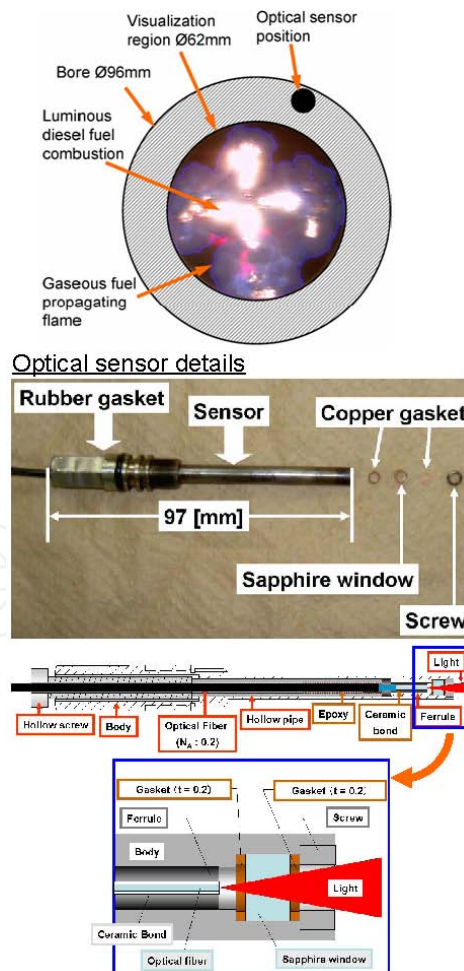 Visualization
region Ø62mm
Optical sensor
position
Bore Ø96mm
Luminous
diesel fuel
combustion
Gaseous fuel
propagating
flame
Optical sensor details
Rubber gasket
Sensor
Copper gasket
97 [mm]
Sapphire window
Screw
Light
Hollow screw
Body
Optical Fiber
(NA : 0.2)
Hollow pipe
Epoxy
Ceramic
bond
Ferrule
Gasket (t = 0.2)
Gasket (t = 0.2)
Ferrule
Screw
Body
Light
Ceramic Bond
Optical fiber
Sapphire window